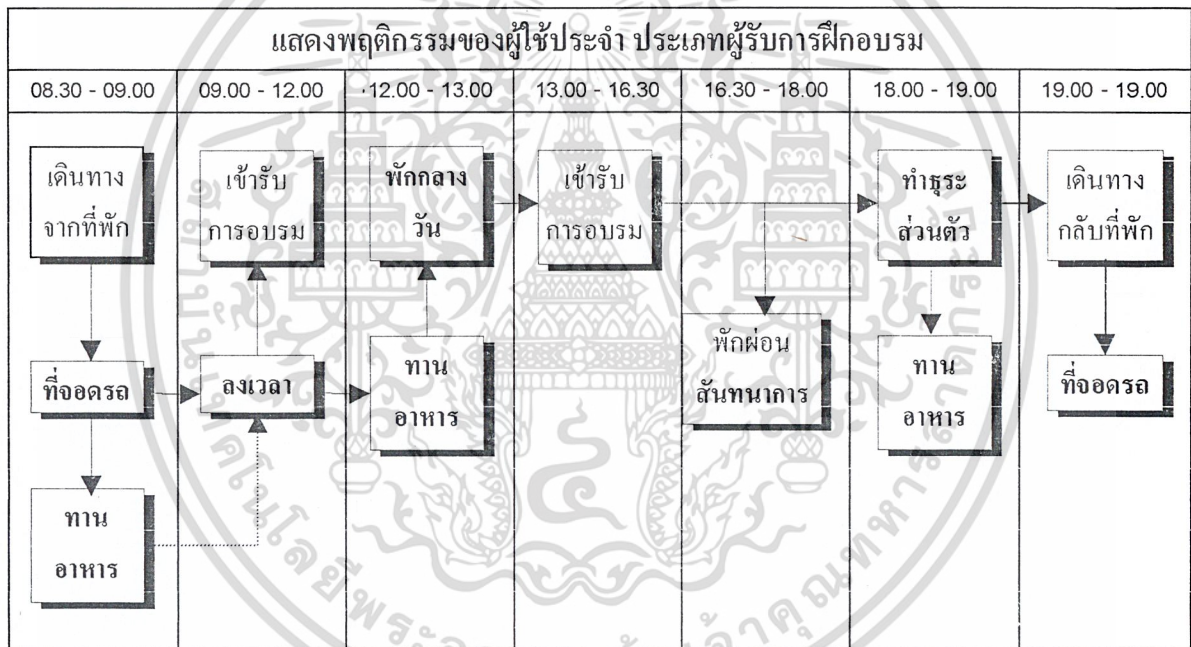 แสดงพฤติกรรมของผู้ใช้ประจำ ประเภทผู้รับการฝึกอบรม
08.30 - 09.00
09.00 - 12.00
12.00 - 13.00
13.00 - 16.30
16.30 - 18.00
18.00 - 19.00
19.00 - 19.00
เดินทาง
จากที่พัก
เข้ารับ
การอบรม
พักกลาง
วัน
เข้ารับ
การอบรม
ทำธุระ
ส่วนตัว
เดินทาง
กลับที่พัก
พักผ่อน
สันทนาการ
ที่จอดรถ
ลงเวลา
ทาน
อาหาร
ทาน
อาหาร
ที่จอดรถ
ทาน
อาหาร